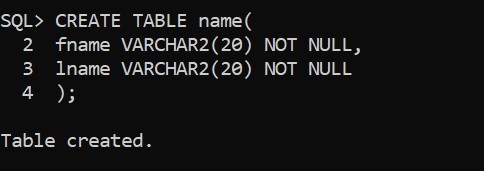 SQL> CREATE TABLE name(
  2  fname VARCHAR2(20) NOT NULL,
  3  lname VARCHAR2(20) NOT NULL
  4  );
Table created.